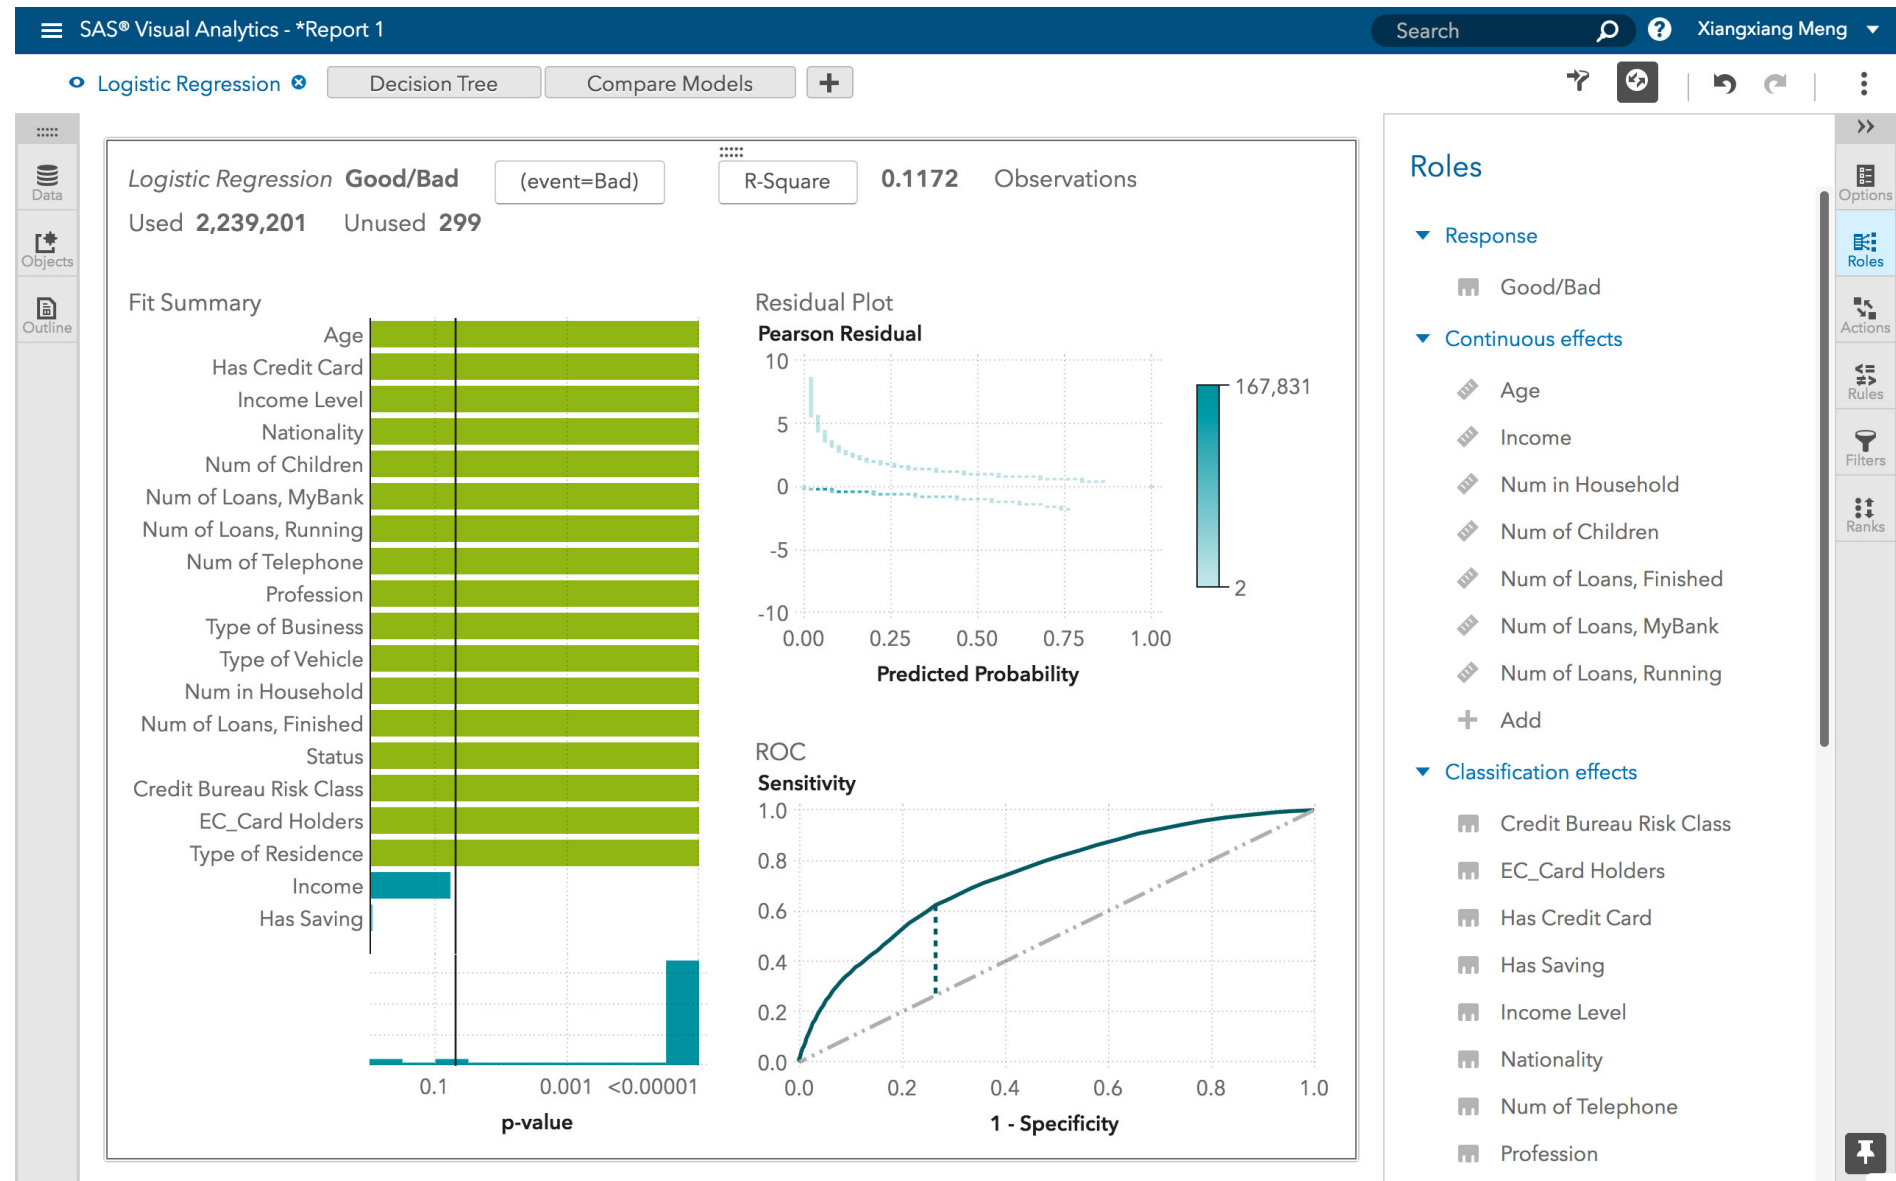 SAS® Visual Analytics - *Report 1
Search
Xiangxiang Meng
Logistic Regression
Decision Tree
Compare Models
Data
Objects
Outline
Logistic Regression Good/Bad (event=Bad) R-Square 0.1172 Observations
Used 2,239,201 Unused 299
Fit Summary
Age
Has Credit Card
Income Level
Nationality
Num of Children
Num of Loans, MyBank
Num of Loans, Running
Num of Telephone
Profession
Type of Business
Type of Vehicle
Num in Household
Num of Loans, Finished
Status
Credit Bureau Risk Class
EC_Card Holders
Type of Residence
Income
Has Saving
0.1 0.001 <0.00001
p-value
Residual Plot
Pearson Residual
10
5
0
-5
-10
0.00 0.25 0.50 0.75 1.00
Predicted Probability
167,831
2
ROC
Sensitivity
1.0
0.8
0.6
0.4
0.2
0.0
0.0 0.2 0.4 0.6 0.8 1.0
1 - Specificity
Roles
Response
Good/Bad
Continuous effects
Age
Income
Num in Household
Num of Children
Num of Loans, Finished
Num of Loans, MyBank
Num of Loans, Running
Add
Classification effects
Credit Bureau Risk Class
EC_Card Holders
Has Credit Card
Has Saving
Income Level
Nationality
Num of Telephone
Profession
Options
Roles
Actions
Rules
Filters
Ranks